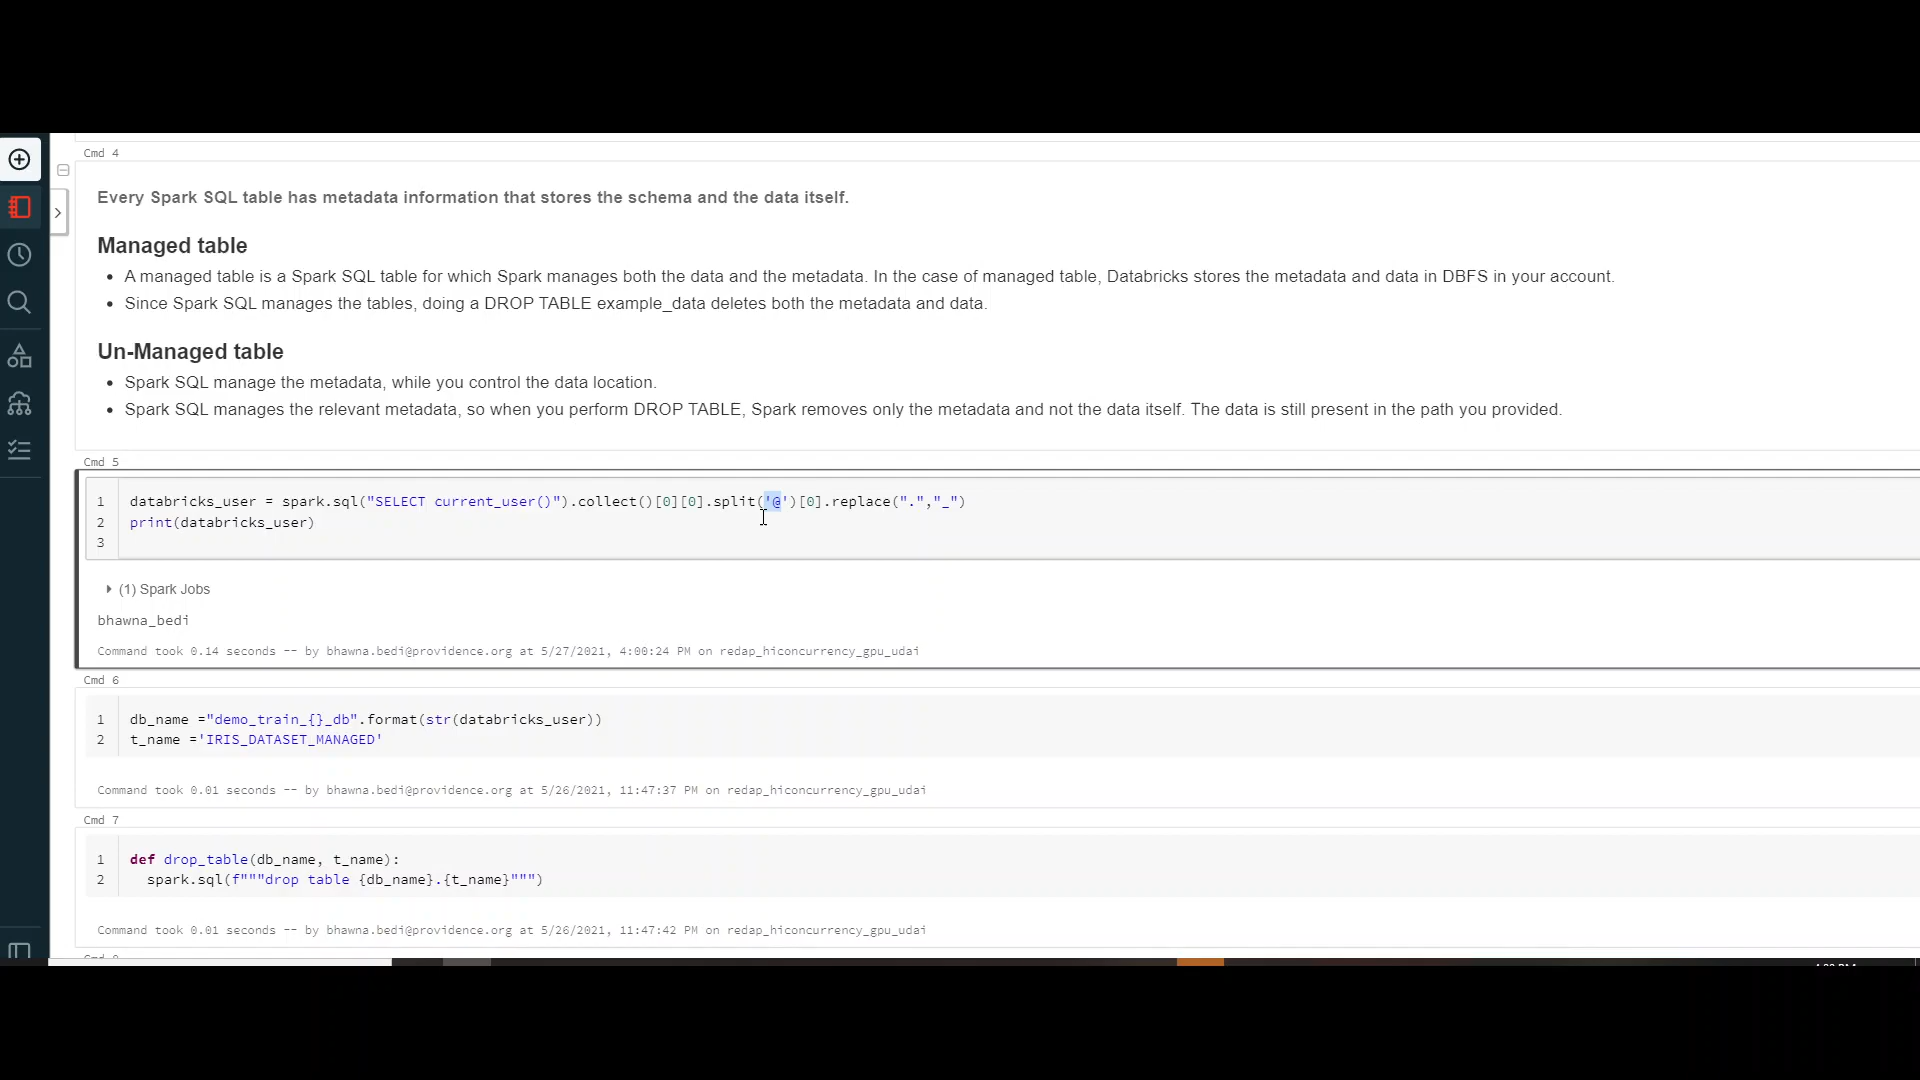 Cmd 4
Every Spark SQL table has metadata information that stores the schema and the data itself.
Managed table
• A managed table is a Spark SQL table for which Spark manages both the data and the metadata. In the case of managed table, Databricks stores the metadata and data in DBFS in your account.
• Since Spark SQL manages the tables, doing a DROP TABLE example_data deletes both the metadata and data.
Un-Managed table
• Spark SQL manage the metadata, while you control the data location.
• Spark SQL manages the relevant metadata, so when you perform DROP TABLE, Spark removes only the metadata and not the data itself. The data is still present in the path you provided.
Cmd 5
1 databricks_user = spark.sql("SELECT current_user()").collect()[0][0].split('@')[0].replace(".","_")
2 print(databricks_user)
3
(1) Spark Jobs
bhawna_bedi
Command took 0.14 seconds -- by bhawna.bedi@providence.org at 5/27/2021, 4:00:24 PM on redap_hiconcurrency_gpu_udai
Cmd 6
1 db_name ="demo_train_{}_db".format(str(databricks_user))
2 t_name ='IRIS_DATASET_MANAGED'
Command took 0.01 seconds -- by bhawna.bedi@providence.org at 5/26/2021, 11:47:37 PM on redap_hiconcurrency_gpu_udai
Cmd 7
1 def drop_table(db_name, t_name):
2 spark.sql(f"""drop table {db_name}.{t_name}""")
Command took 0.01 seconds -- by bhawna.bedi@providence.org at 5/26/2021, 11:47:42 PM on redap_hiconcurrency_gpu_udai